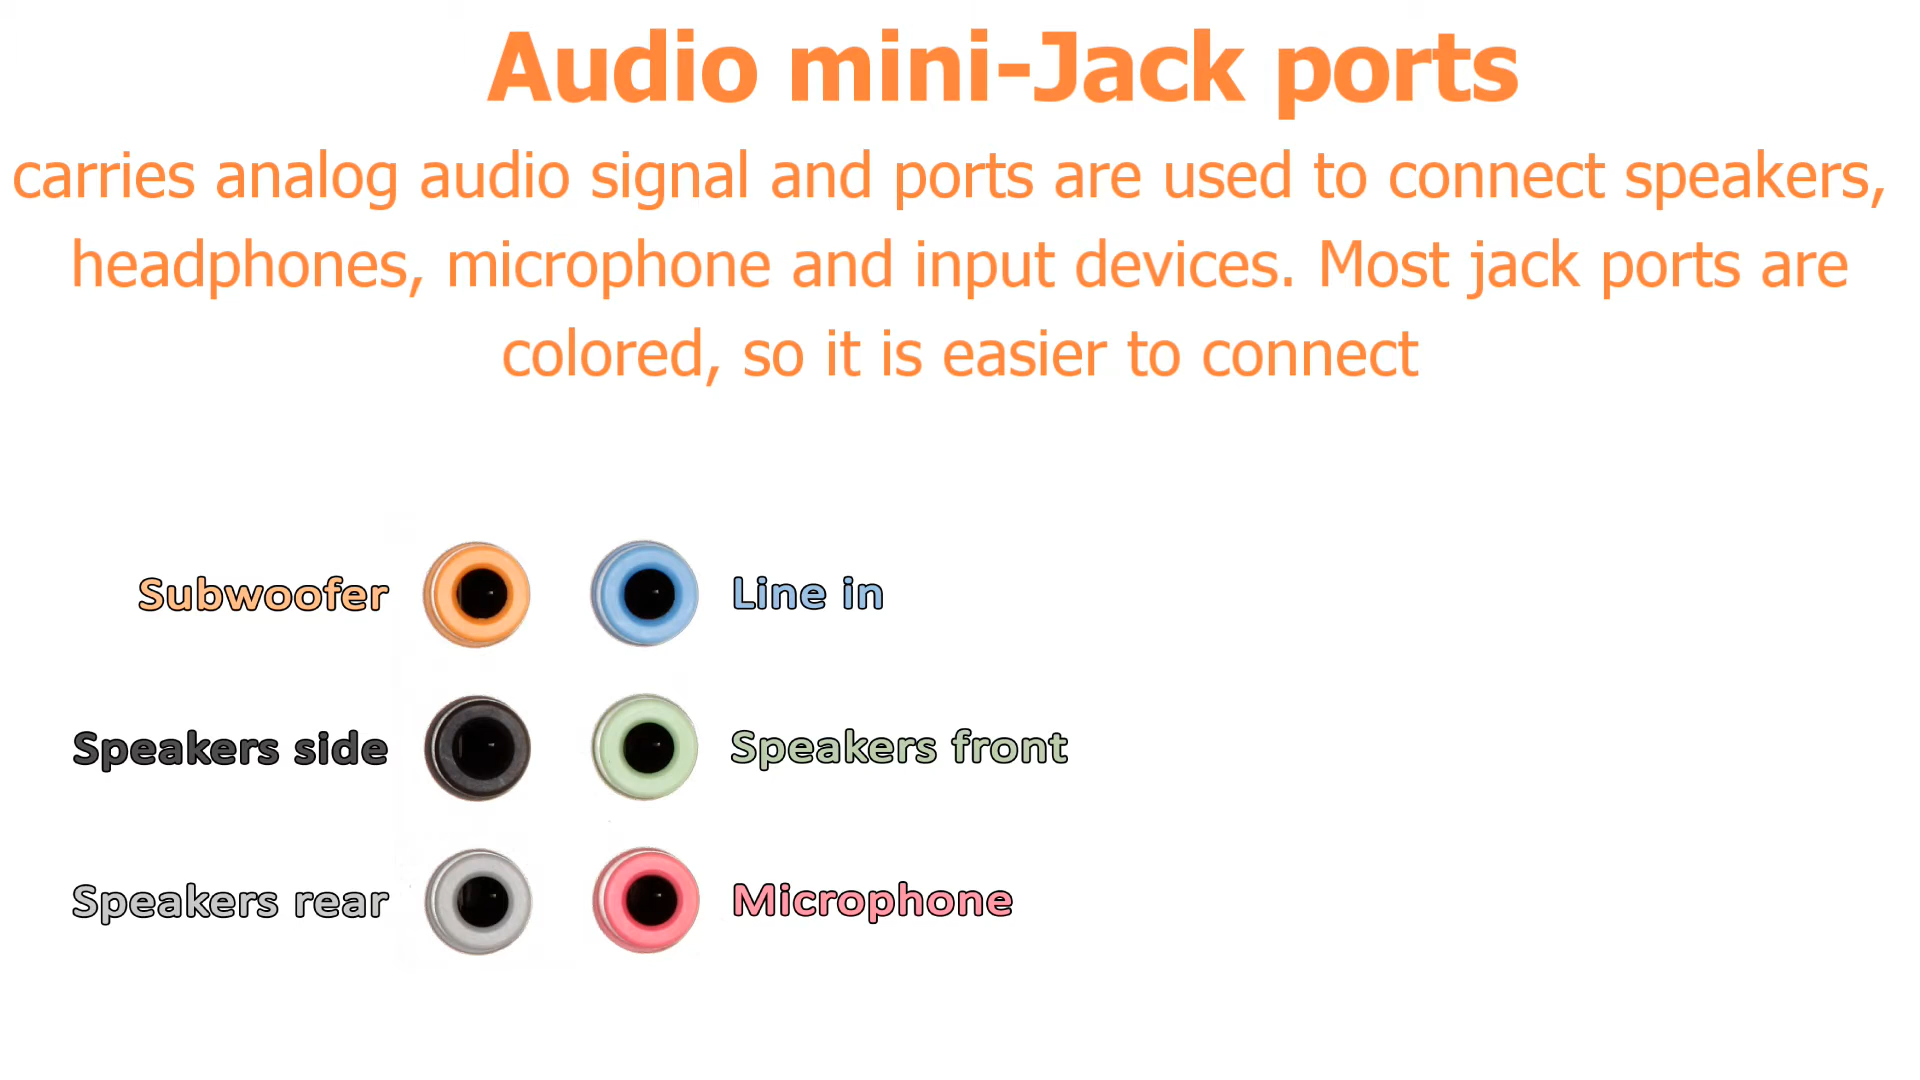 Audio mini-Jack ports
carries analog audio signal and ports are used to connect speakers,
headphones, microphone and input devices. Most jack ports are
colored, so it is easier to connect
Subwoofer
Line in
Speakers side
Speakers front
Speakers rear
Microphone